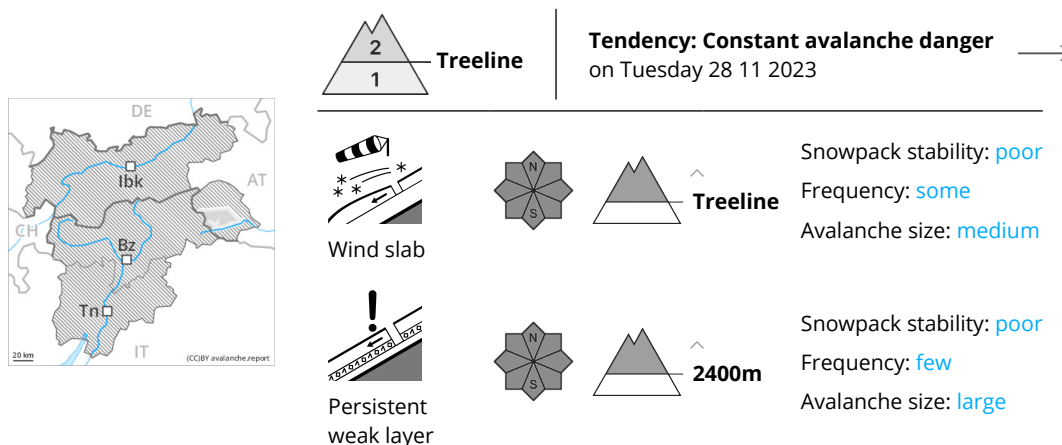 2
1
Treeline
Tendency: Constant avalanche danger
on Tuesday 28 11 2023
DE
AT
CH
IT
Ibk
Bz
Tn
20 km
(CC)BY avalanche.report
Wind slab
N
S
Treeline
Snowpack stability: poor
Frequency: some
Avalanche size: medium
Persistent
weak layer
N
S
2400m
Snowpack stability: poor
Frequency: few
Avalanche size: large